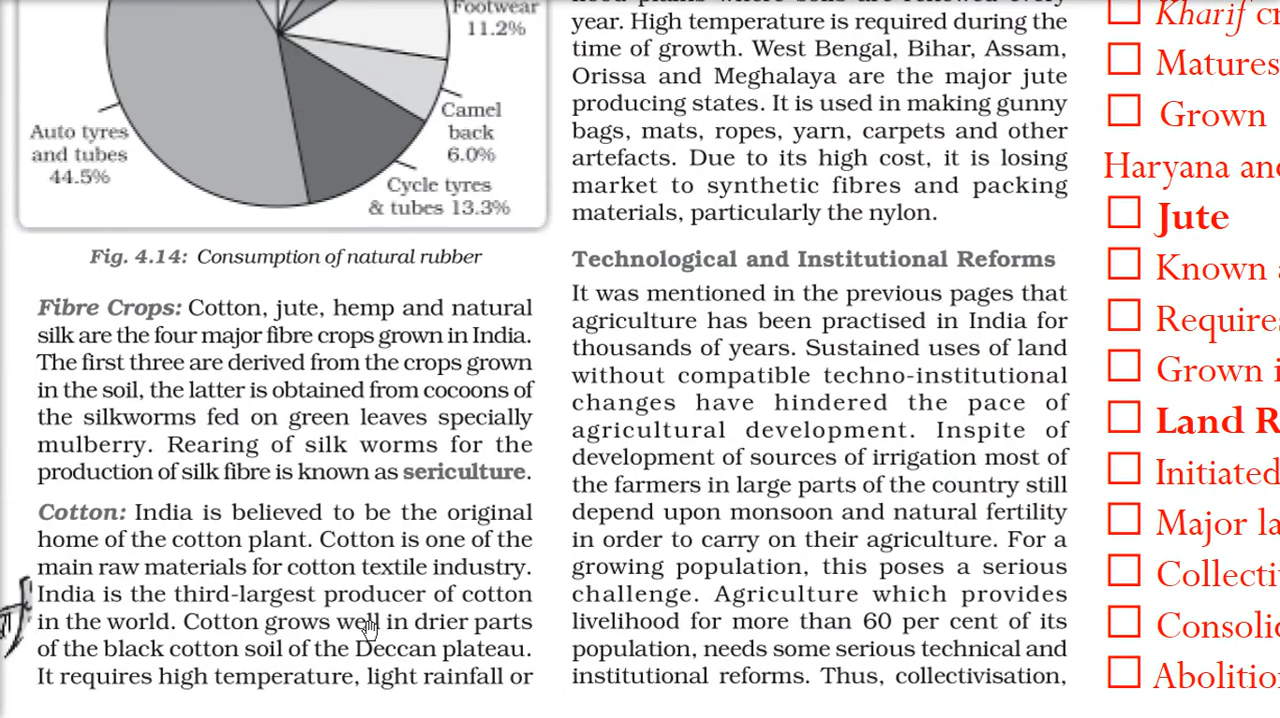 Footwear
11.2%
Camel
back
6.0%
Auto tyres
and tubes
44.5%
Cycle tyres
& tubes 13.3%
Fig. 4.14: Consumption of natural rubber
Fibre Crops: Cotton, jute, hemp and natural
silk are the four major fibre crops grown in India.
The first three are derived from the crops grown
in the soil, the latter is obtained from cocoons of
the silkworms fed on green leaves specially
mulberry. Rearing of silk worms for the
production of silk fibre is known as sericulture.
Cotton: India is believed to be the original
home of the cotton plant. Cotton is one of the
main raw materials for cotton textile industry.
India is the third-largest producer of cotton
in the world. Cotton grows well in drier parts
of the black cotton soil of the Deccan plateau.
It requires high temperature, light rainfall or
year. High temperature is required during the
time of growth. West Bengal, Bihar, Assam,
Orissa and Meghalaya are the major jute
producing states. It is used in making gunny
bags, mats, ropes, yarn, carpets and other
artefacts. Due to its high cost, it is losing
market to synthetic fibres and packing
materials, particularly the nylon.
Technological and Institutional Reforms
It was mentioned in the previous pages that
agriculture has been practised in India for
thousands of years. Sustained uses of land
without compatible techno-institutional
changes have hindered the pace of
agricultural development. Inspite of
development of sources of irrigation most of
the farmers in large parts of the country still
depend upon monsoon and natural fertility
in order to carry on their agriculture. For a
growing population, this poses a serious
challenge. Agriculture which provides
livelihood for more than 60 per cent of its
population, needs some serious technical and
institutional reforms. Thus, collectivisation,
Kharif
Matures
Grown
Haryana
Jute
Known
Grown
Land
Initiated
Major